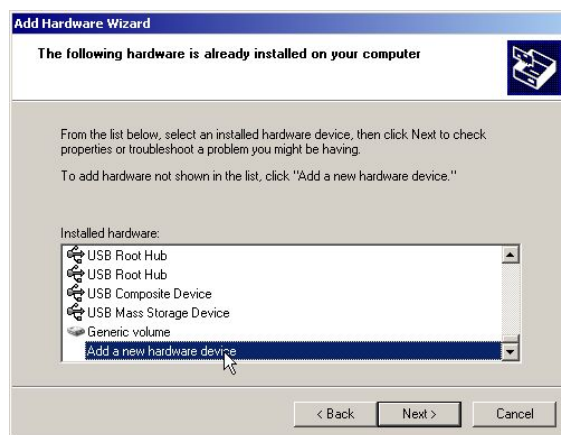 Add Hardware Wizard
The following hardware is already installed on your computer
From the list below, select an installed hardware device, then click Next to check
properties or troubleshoot a problem you might be having.
To add hardware not shown in the list, click "Add a new hardware device."
Installed hardware:
USB Root Hub
USB Root Hub
USB Composite Device
USB Mass Storage Device
Generic volume
Add a new hardware device
< Back Next > Cancel